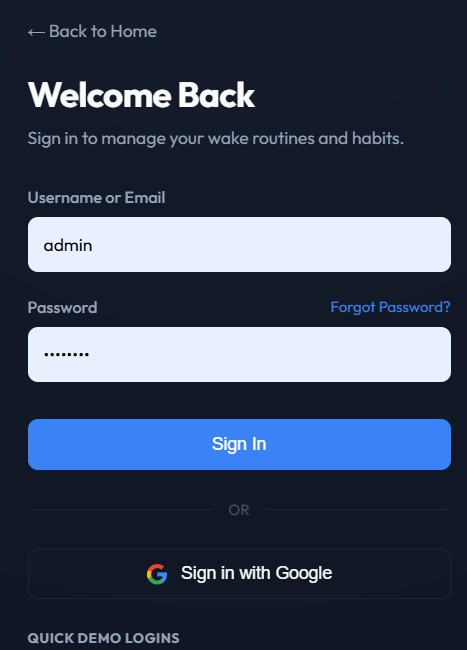 ← Back to Home
Welcome Back
Sign in to manage your wake routines and habits.
Username or Email
admin
Password Forgot Password?
••••••••
Sign In
OR
Sign in with Google
QUICK DEMO LOGINS